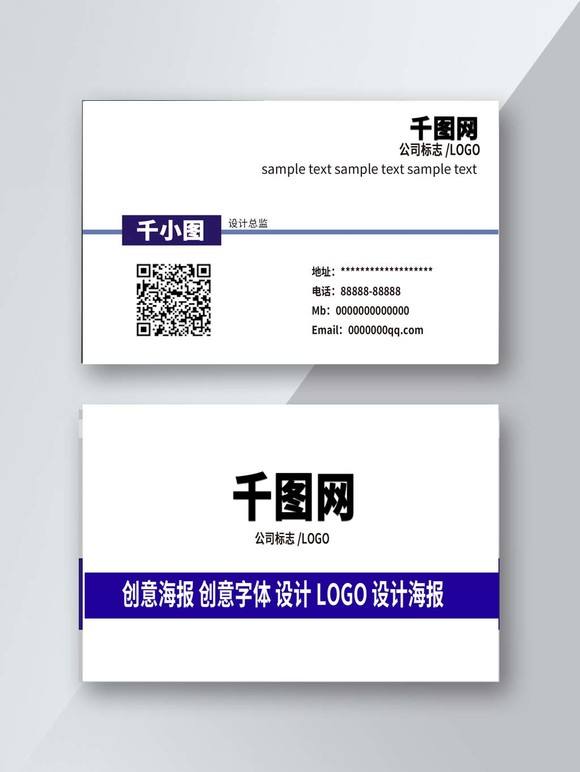 千图网
公司标志 /LOGO
sample text sample text sample text
千小图 设计总监
地址: *******************
电话: 88888-88888
Mb: 0000000000000
Email: 0000000qq.com
千图网
公司标志 /LOGO
创意海报 创意字体 设计 LOGO 设计海报